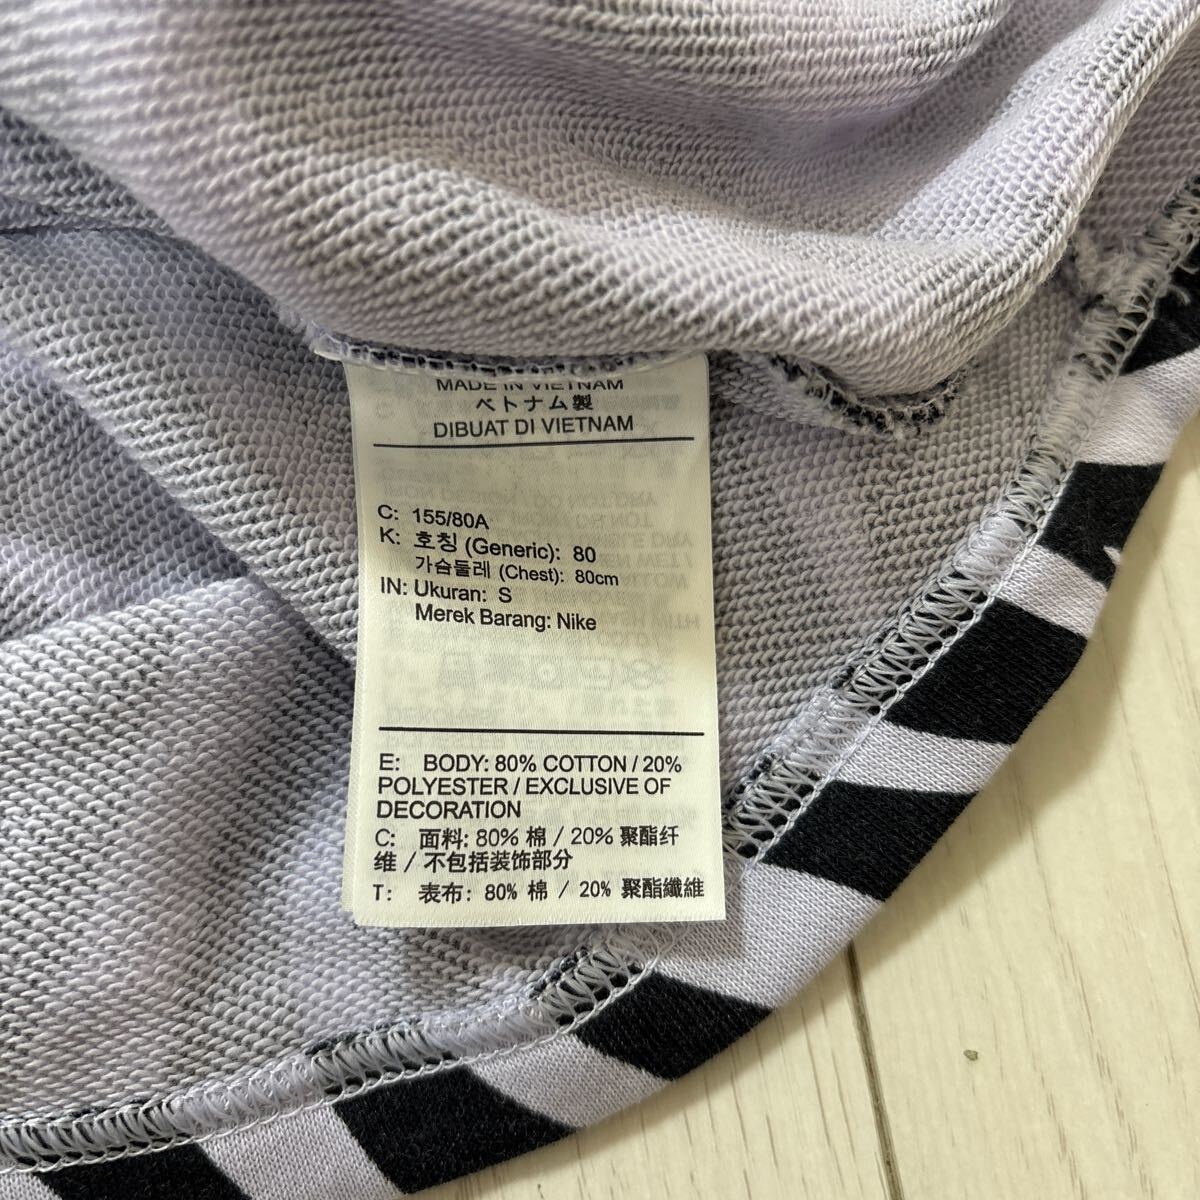 MADE IN VIETNAM
ベトナム製
DIBUAT DI VIETNAM
C: 155/80A
K: 호칭 (Generic): 80
가슴둘레 (Chest): 80cm
IN: Ukuran: S
Merek Barang: Nike
E: BODY: 80% COTTON / 20%
POLYESTER / EXCLUSIVE OF
DECORATION
C: 面料: 80% 棉 / 20% 聚酯纤
维 / 不包括装饰部分
T: 表布: 80% 棉 / 20% 聚酯纖維